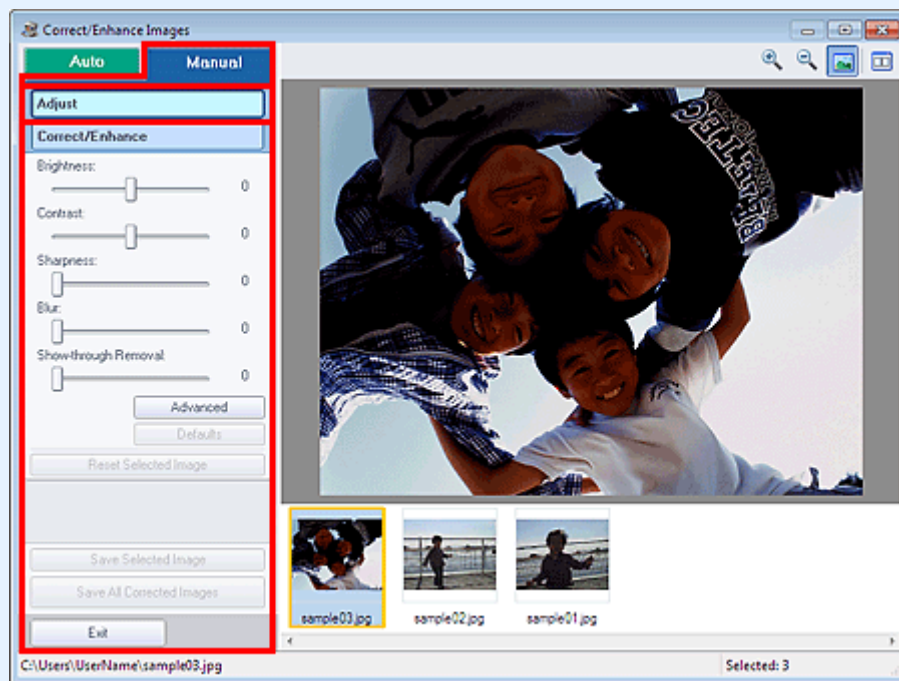 Correct/Enhance Images
Auto
Manual
Adjust
Correct/Enhance
Brightness:
0
Contrast:
0
Sharpness:
0
Blur:
0
Show-through Removal:
0
Advanced
Defaults
Reset Selected Image
Save Selected Image
Save All Corrected Images
Exit
BEAT TEC
sample03.jpg
sample02.jpg
sample01.jpg
C:\Users\UserName\sample03.jpg
Selected: 3